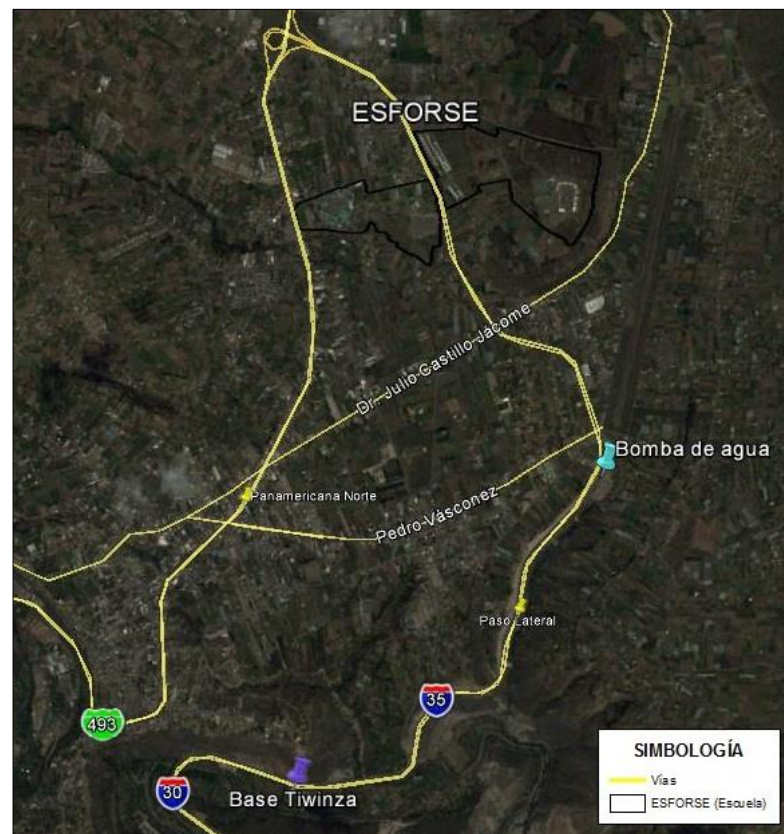 ESFORSE
Dr. Julio Castillo Jácome
Bomba de agua
Panamericana Norte
Pedro Vásconez
Paso Lateral
35
493
30
Base Tiwinza
SIMBOLOGÍA
Vías
ESFORSE (Escuela)